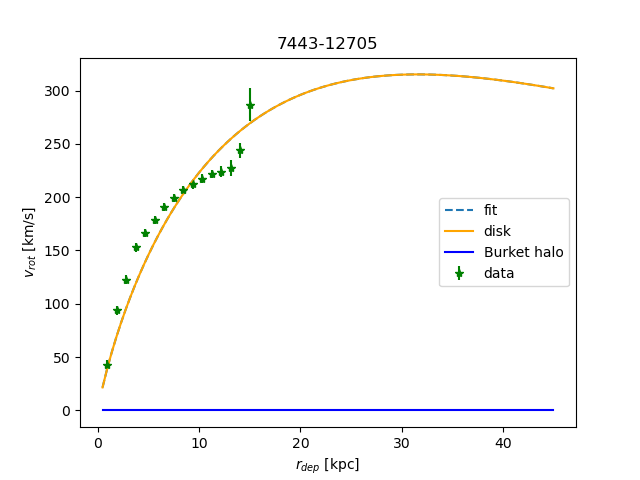 7443-12705
300
250
200
150
100
50
0
v_rot [km/s]
fit
disk
Burket halo
data
0 10 20 30 40
r_dep [kpc]